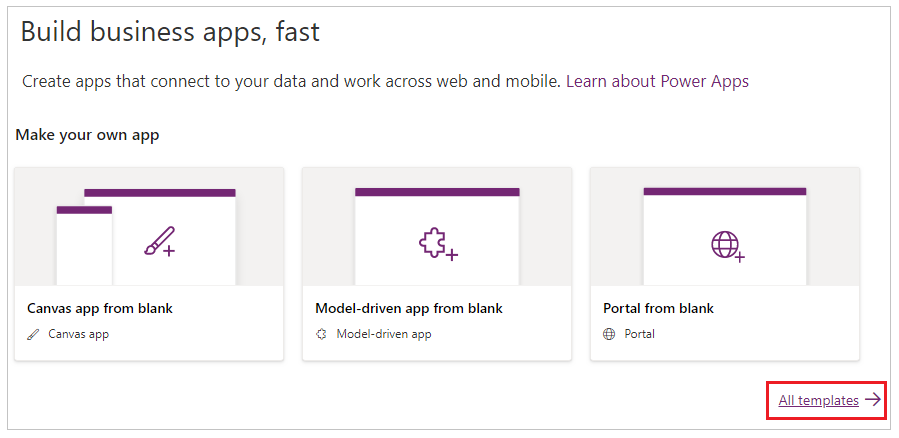 Build business apps, fast
Create apps that connect to your data and work across web and mobile. Learn about Power Apps
Make your own app
Canvas app from blank
Canvas app
Model-driven app from blank
Model-driven app
Portal from blank
Portal
All templates